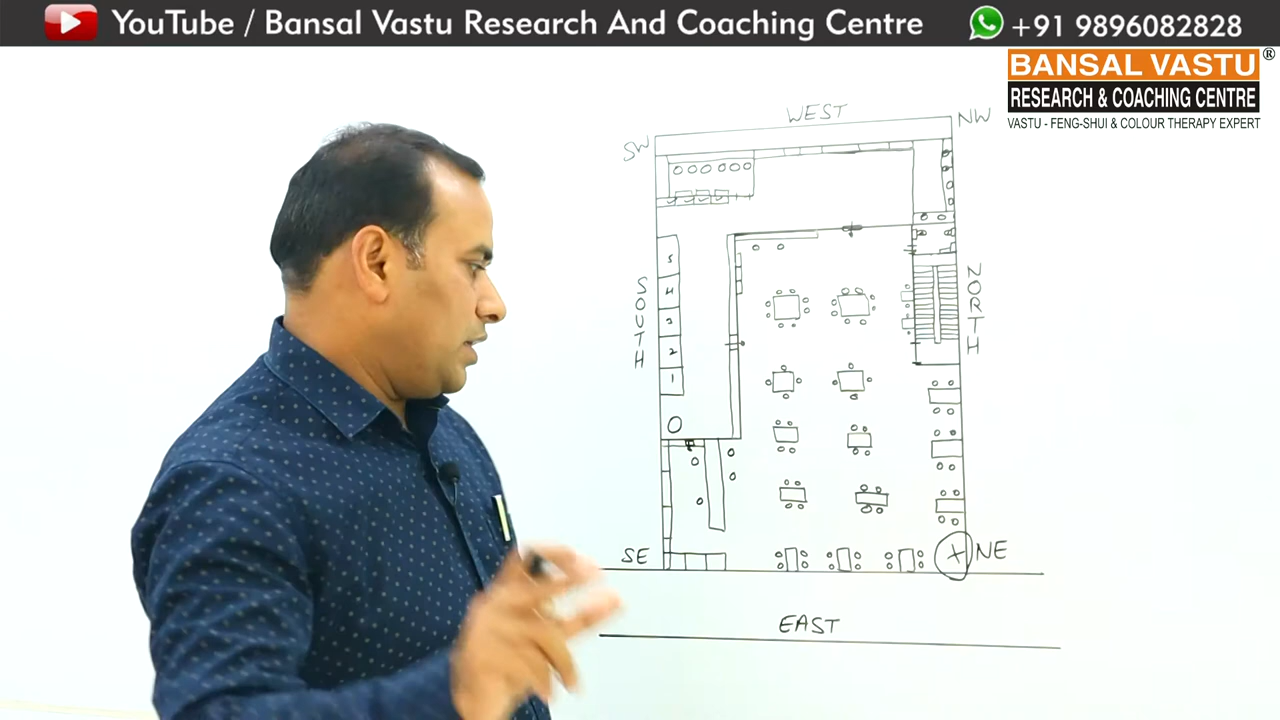 YouTube / Bansal Vastu Research And Coaching Centre
+91 9896082828
BANSAL VASTU®
RESEARCH & COACHING CENTRE
VASTU - FENG-SHUI & COLOUR THERAPY EXPERT
WEST
NW
SW
SOUTH
NORTH
5
4
3
2
1
SE
NE
EAST